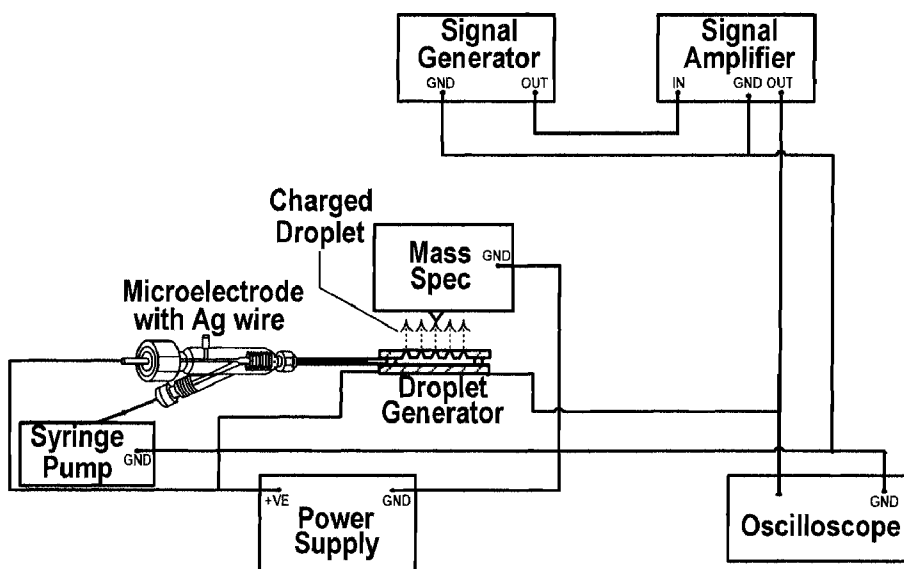 Signal
Generator
GND OUT
Signal
Amplifier
IN GND OUT
Charged
Droplet
Mass
Spec
GND
Microelectrode
with Ag wire
Droplet
Generator
Syringe
Pump
GND
+VE GND
Power
Supply
GND
Oscilloscope